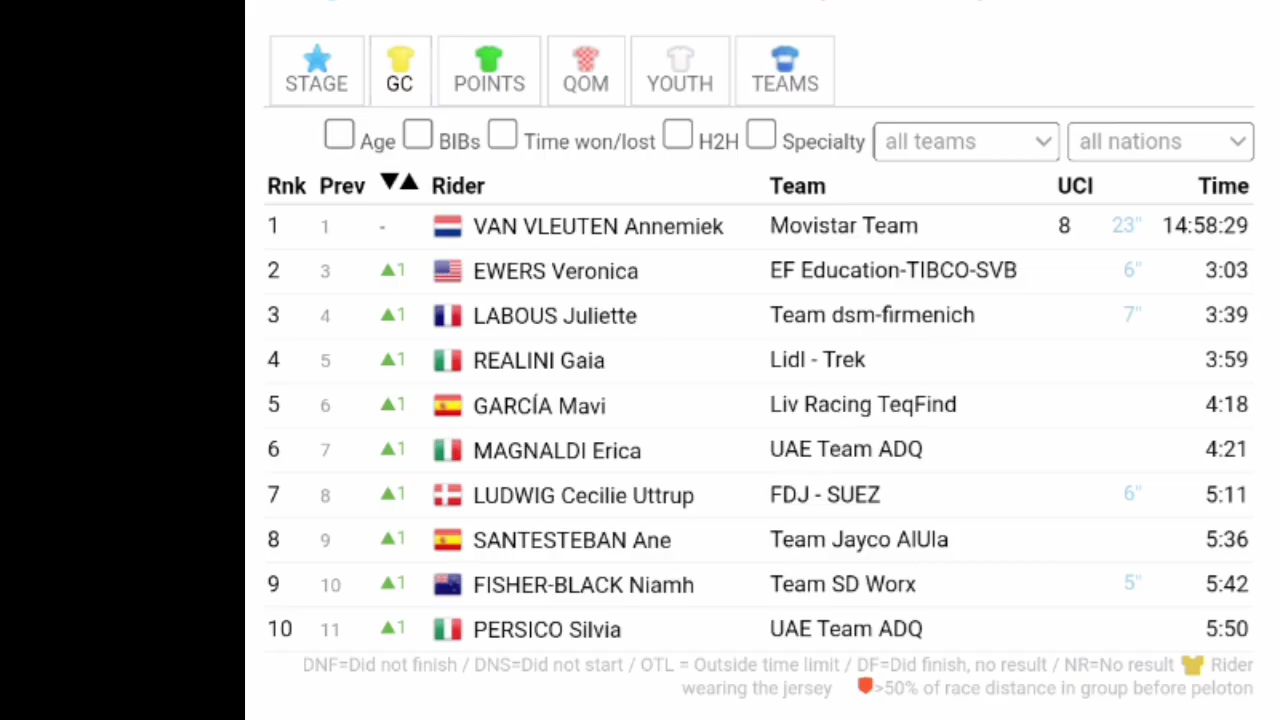 STAGE GC POINTS QOM YOUTH TEAMS
Age BIBs Time won/lost H2H Specialty all teams all nations
Rnk Prev ▼▲ Rider Team UCI Time
1 1 - VAN VLEUTEN Annemiek Movistar Team 8 23" 14:58:29
2 3 ▲1 EWERS Veronica EF Education-TIBCO-SVB 6" 3:03
3 4 ▲1 LABOUS Juliette Team dsm-firmenich 7" 3:39
4 5 ▲1 REALINI Gaia Lidl - Trek 3:59
5 6 ▲1 GARCÍA Mavi Liv Racing TeqFind 4:18
6 7 ▲1 MAGNALDI Erica UAE Team ADQ 4:21
7 8 ▲1 LUDWIG Cecilie Uttrup FDJ - SUEZ 6" 5:11
8 9 ▲1 SANTESTEBAN Ane Team Jayco AlUla 5:36
9 10 ▲1 FISHER-BLACK Niamh Team SD Worx 5" 5:42
10 11 ▲1 PERSICO Silvia UAE Team ADQ 5:50
DNF=Did not finish / DNS=Did not start / OTL = Outside time limit / DF=Did finish, no result / NR=No result Rider
wearing the jersey >50% of race distance in group before peloton